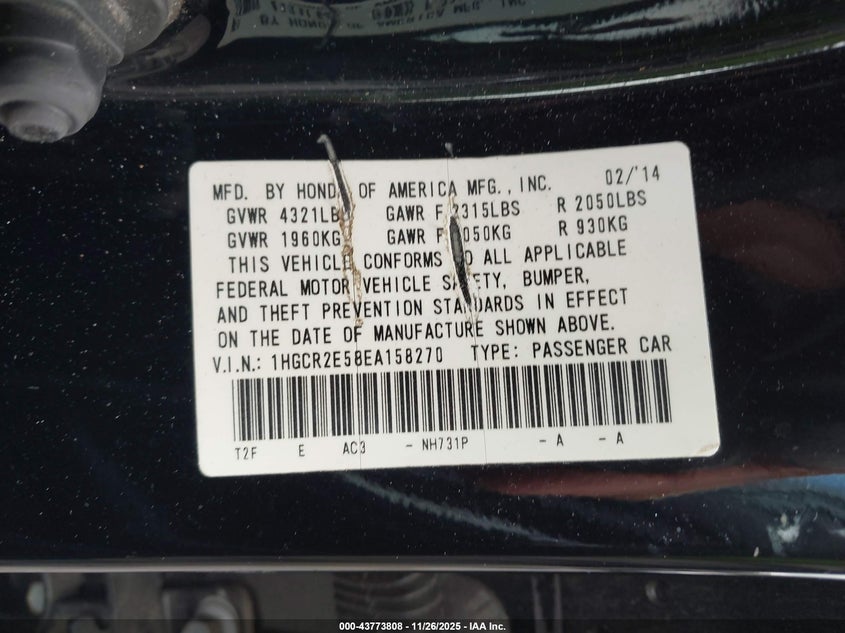 MFD. BY HONDA OF AMERICA MFG., INC. 02/'14
GVWR 4321LBS GAWR F 2315LBS R 2050LBS
GVWR 1960KG GAWR F 1050KG R 930KG
THIS VEHICLE CONFORMS TO ALL APPLICABLE
FEDERAL MOTOR VEHICLE SAFETY, BUMPER,
AND THEFT PREVENTION STANDARDS IN EFFECT
ON THE DATE OF MANUFACTURE SHOWN ABOVE.
V.I.N.: 1HGCR2E58EA158270 TYPE: PASSENGER CAR
T2F E AC3 - NH731P - A - A
000-43773808 - 11/26/2025 - IAA Inc.